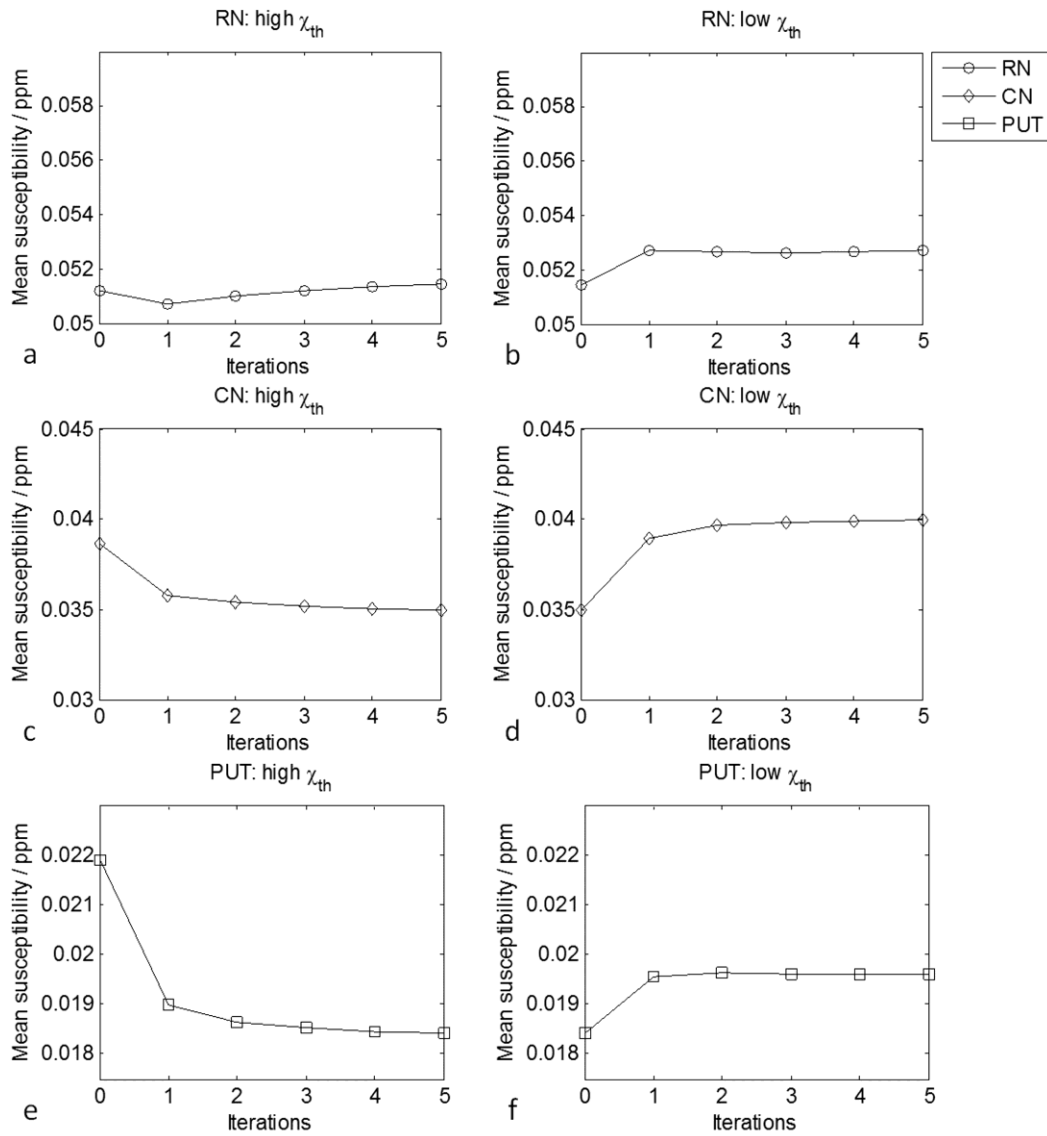 RN: high χth
Mean susceptibility / ppm
0.058
0.056
0.054
0.052
0.05
0 1 2 3 4 5
Iterations
a
RN: low χth
Mean susceptibility / ppm
0.058
0.056
0.054
0.052
0.05
0 1 2 3 4 5
Iterations
b
RN
CN
PUT
CN: high χth
Mean susceptibility / ppm
0.045
0.04
0.035
0.03
0 1 2 3 4 5
Iterations
c
CN: low χth
Mean susceptibility / ppm
0.045
0.04
0.035
0.03
0 1 2 3 4 5
Iterations
d
PUT: high χth
Mean susceptibility / ppm
0.022
0.021
0.02
0.019
0.018
0 1 2 3 4 5
Iterations
e
PUT: low χth
Mean susceptibility / ppm
0.022
0.021
0.02
0.019
0.018
0 1 2 3 4 5
Iterations
f